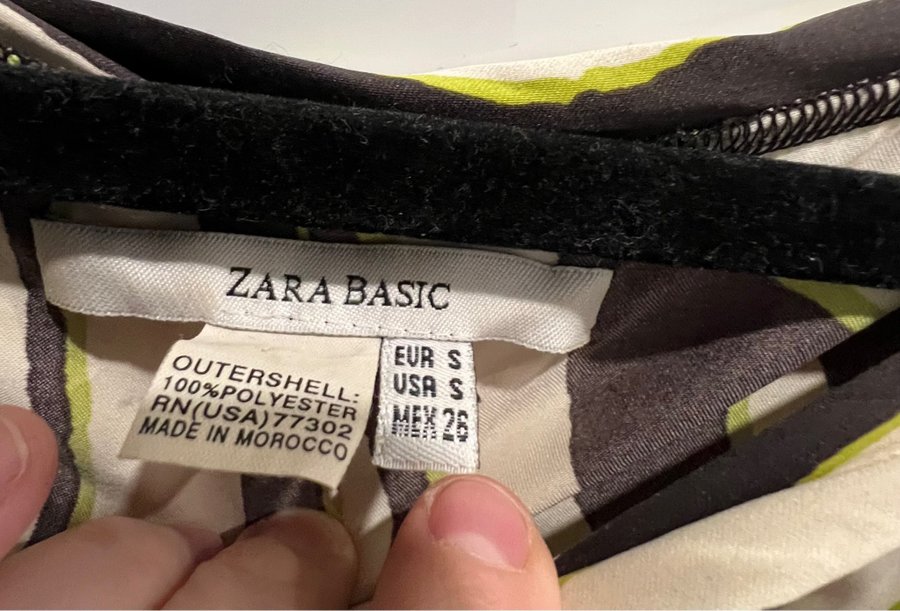 ZARA BASIC
OUTERSHELL:
100%POLYESTER
RN(USA)77302
MADE IN MOROCCO
EUR S
USA S
MEX 26